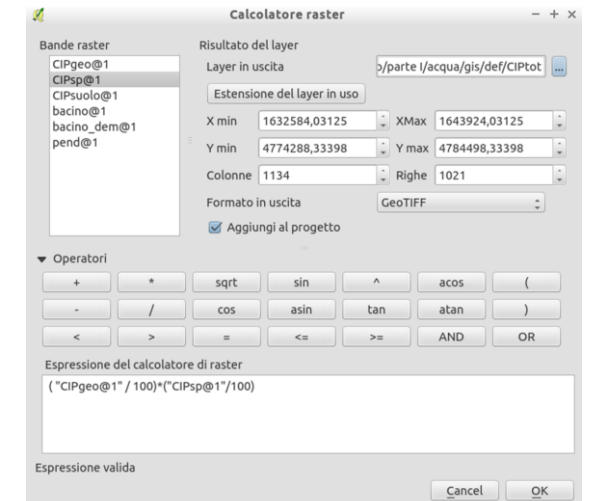 Calcolatore raster
Bande raster
CIPgeo@1
CIPsp@1
CIPsuolo@1
bacino@1
bacino_dem@1
pend@1
Risultato del layer
Layer in uscita ɔ/parte I/acqua/gis/def/CIPtot ...
Estensione del layer in uso
X min 1632584,03125 XMax 1643924,03125
Y min 4774288,33398 Y max 4784498,33398
Colonne 1134 Righe 1021
Formato in uscita GeoTIFF
Aggiungi al progetto
Operatori
+ * sqrt sin ^ acos (
- / cos asin tan atan )
< > = <= >= AND OR
Espressione del calcolatore di raster
( "CIPgeo@1" / 100)*("CIPsp@1"/100)
Espressione valida
Cancel OK